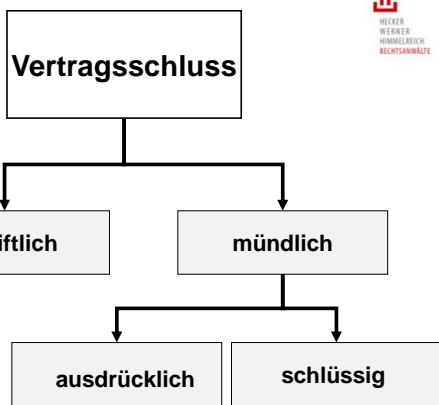 Vertragsschluss
HECKER
WERNER
HIMMELREICH
RECHTSANWÄLTE
iftlich
mündlich
ausdrücklich
schlüssig